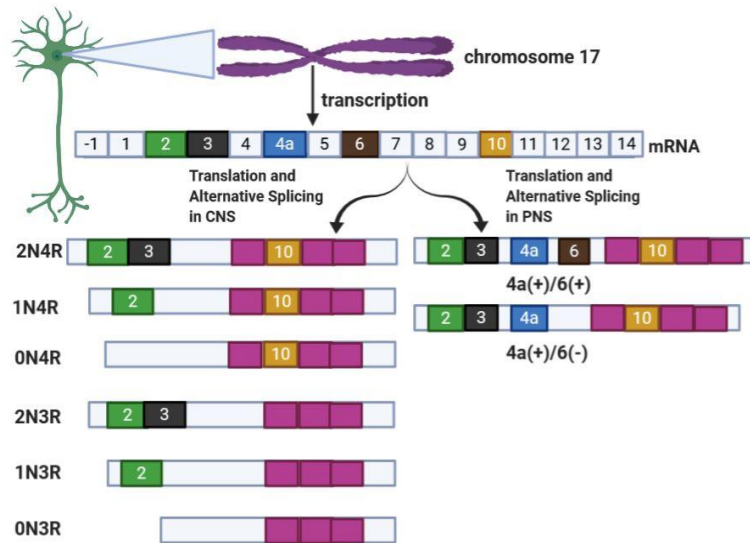 chromosome 17
transcription
-1 1 2 3 4 4a 5 6 7 8 9 10 11 12 13 14 mRNA
Translation and
Alternative Splicing
in CNS
Translation and
Alternative Splicing
in PNS
2N4R 2 3 10
1N4R 2 10
0N4R 10
2N3R 2 3
1N3R 2
0N3R
2 3 4a 6 10
4a(+)/6(+)
2 3 4a 10
4a(+)/6(-)